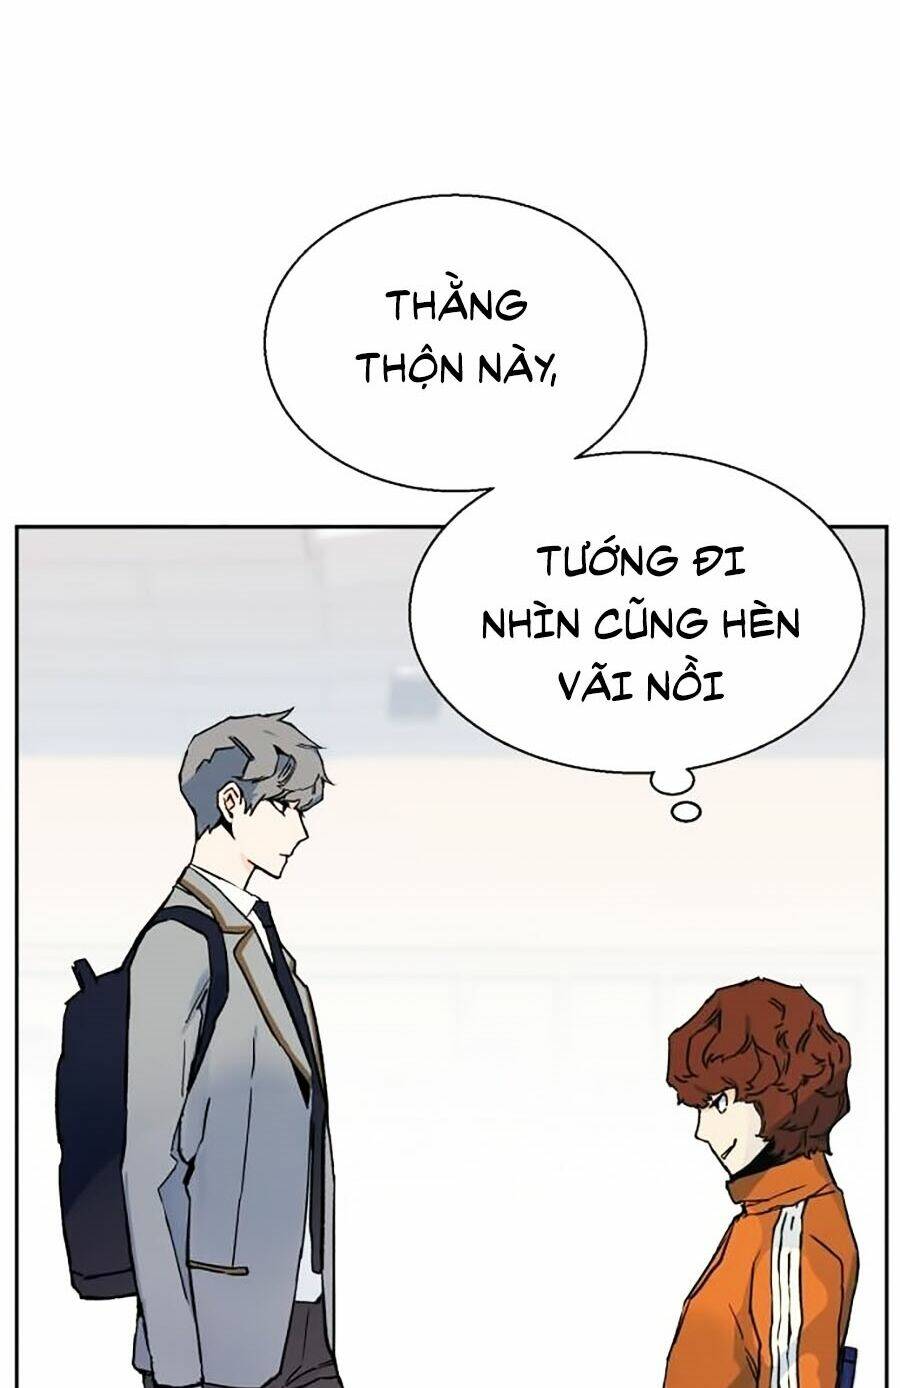 THẰNG
THỘN NÀY,
TƯỚNG ĐI
NHÌN CŨNG HÈN
VÃI NỒI